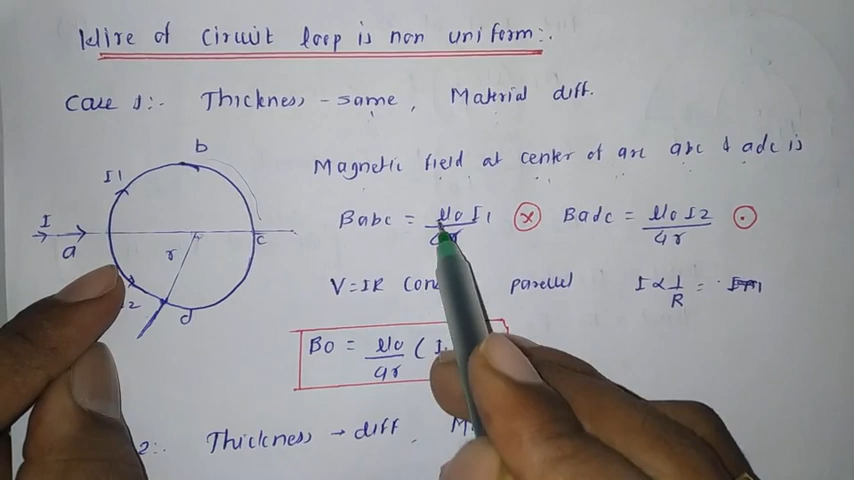 Wire of circuit loop is non uniform:.
Case 1:. Thickness - same, Material diff.
b
I1
I
a
r
c
2
d
Magnetic field at center of arc abc & adc is
Babc = μ0 I1 / 4r ⊗ Badc = μ0 I2 / 4r ⊙
V=IR parellel I ∝ 1/R =
B0 = μ0 / 4r (
2:. Thickness → diff,